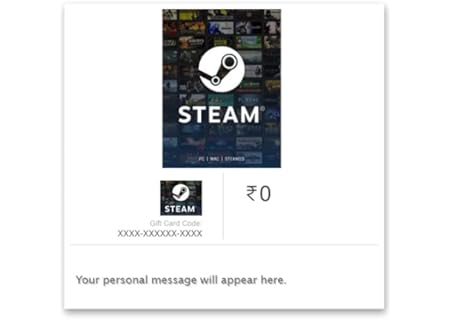 STEAM®
PC | MAC | STEAMOS
STEAM
₹0
Gift Card Code:
XXXX-XXXXXX-XXXX
Your personal message will appear here.